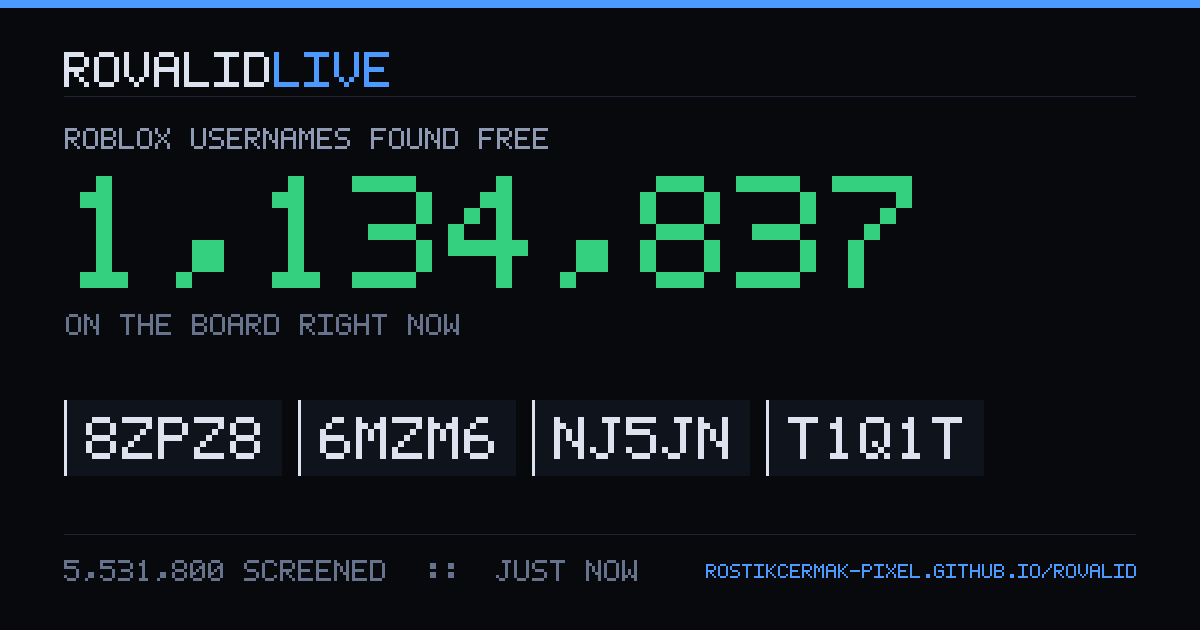 ROVALIDLIVE
ROBLOX USERNAMES FOUND FREE
1,134,837
ON THE BOARD RIGHT NOW
8ZPZ8 6MZM6 NJ5JN T1Q1T
5,531,800 SCREENED :: JUST NOW ROSTIKCERMAK-PIXEL.GITHUB.IO/ROVALID